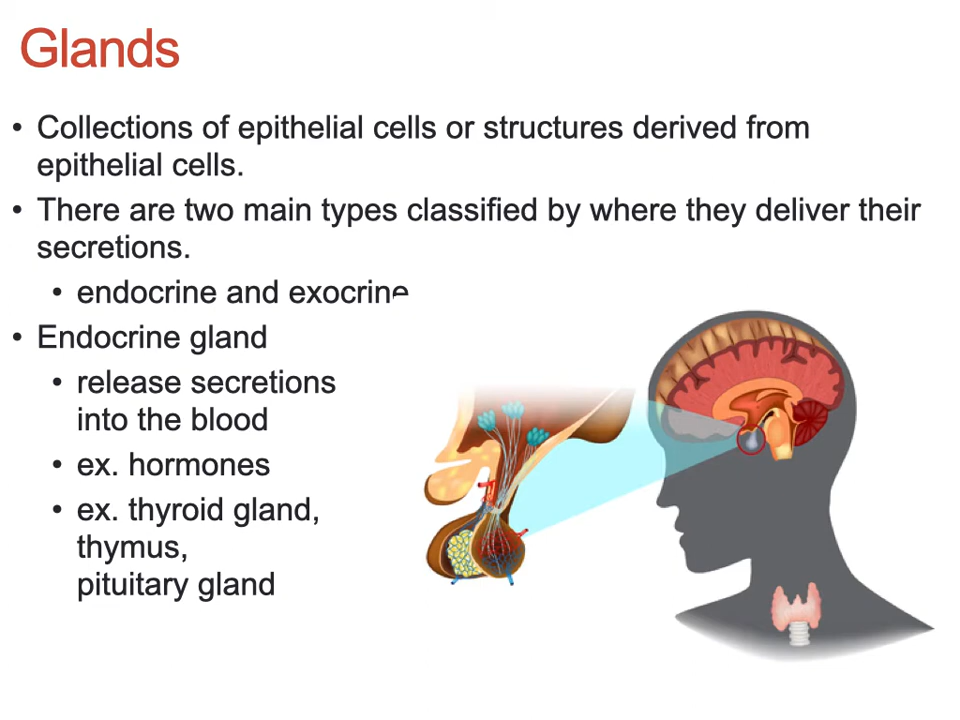 Glands
• Collections of epithelial cells or structures derived from
epithelial cells.
• There are two main types classified by where they deliver their
secretions.
• endocrine and exocrine
• Endocrine gland
• release secretions
into the blood
• ex. hormones
• ex. thyroid gland,
thymus,
pituitary gland